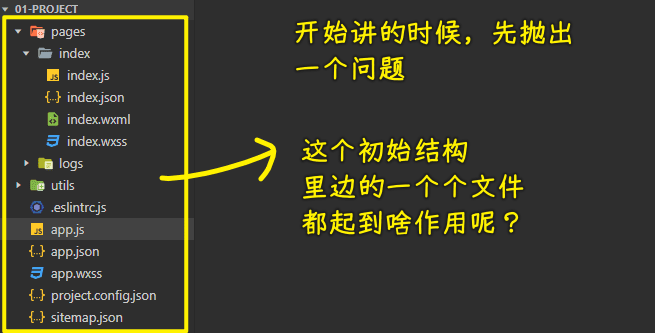 01-PROJECT
pages
index
index.js
index.json
index.wxml
index.wxss
logs
utils
.eslintrc.js
app.js
app.json
app.wxss
project.config.json
sitemap.json
开始讲的时候，先抛出
一个问题
这个初始结构
里边的一个个文件
都起到啥作用呢？